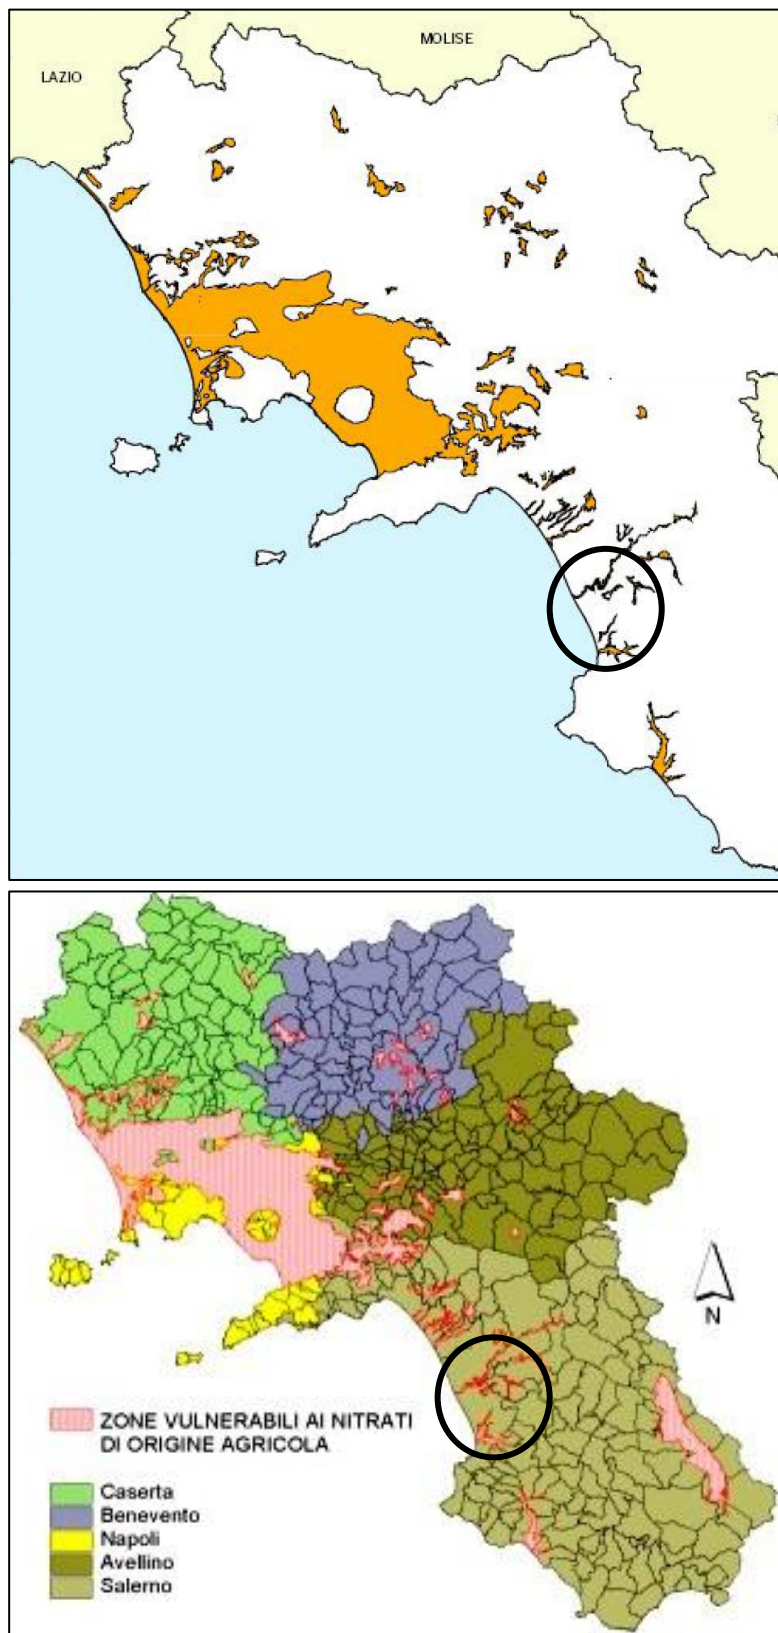 MOLISE
LAZIO
N
ZONE VULNERABILI AI NITRATI
DI ORIGINE AGRICOLA
Caserta
Benevento
Napoli
Avellino
Salerno